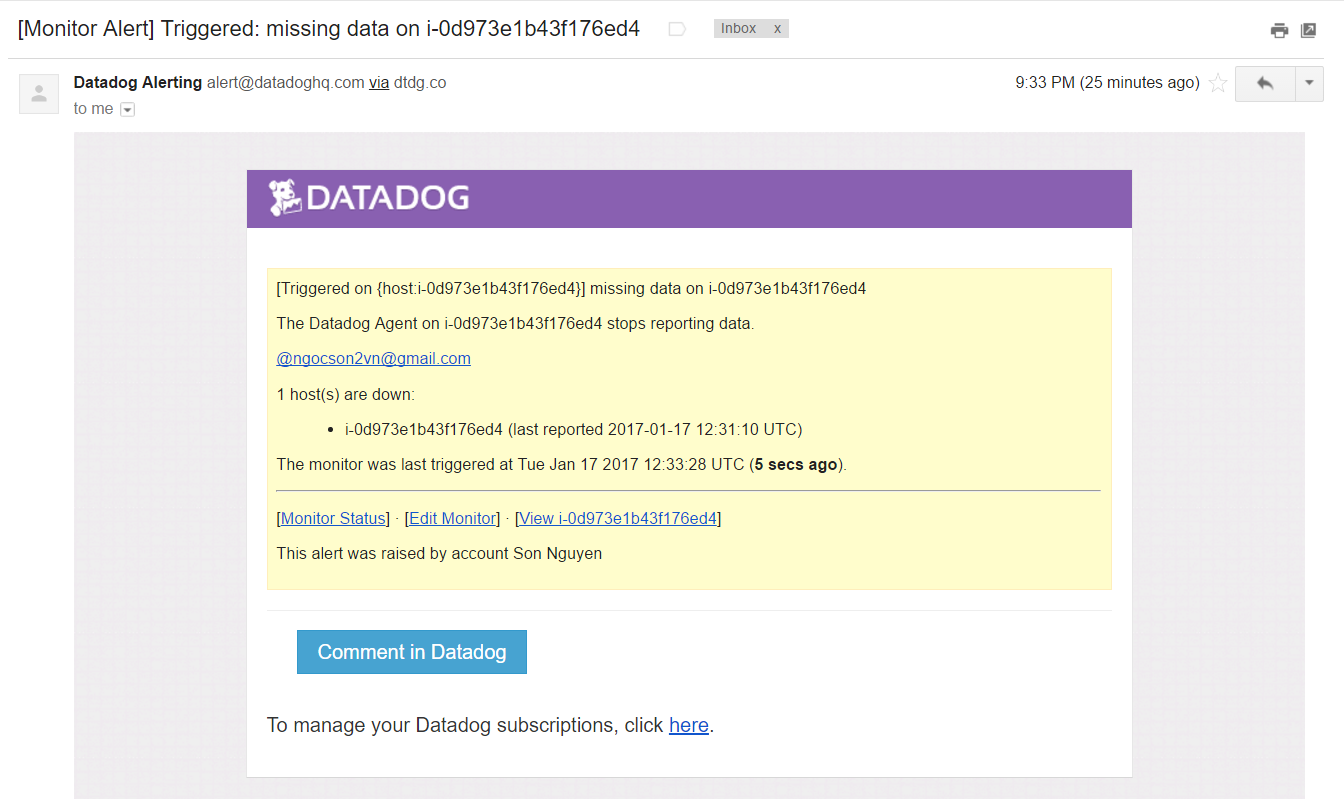 [Monitor Alert] Triggered: missing data on i-0d973e1b43f176ed4
Inbox x
Datadog Alerting alert@datadoghq.com via dtdg.co
9:33 PM (25 minutes ago)
to me
DATADOG
[Triggered on {host:i-0d973e1b43f176ed4}] missing data on i-0d973e1b43f176ed4
The Datadog Agent on i-0d973e1b43f176ed4 stops reporting data.
@ngocson2vn@gmail.com
1 host(s) are down:
• i-0d973e1b43f176ed4 (last reported 2017-01-17 12:31:10 UTC)
The monitor was last triggered at Tue Jan 17 2017 12:33:28 UTC (5 secs ago).
[Monitor Status] · [Edit Monitor] · [View i-0d973e1b43f176ed4]
This alert was raised by account Son Nguyen
Comment in Datadog
To manage your Datadog subscriptions, click here.